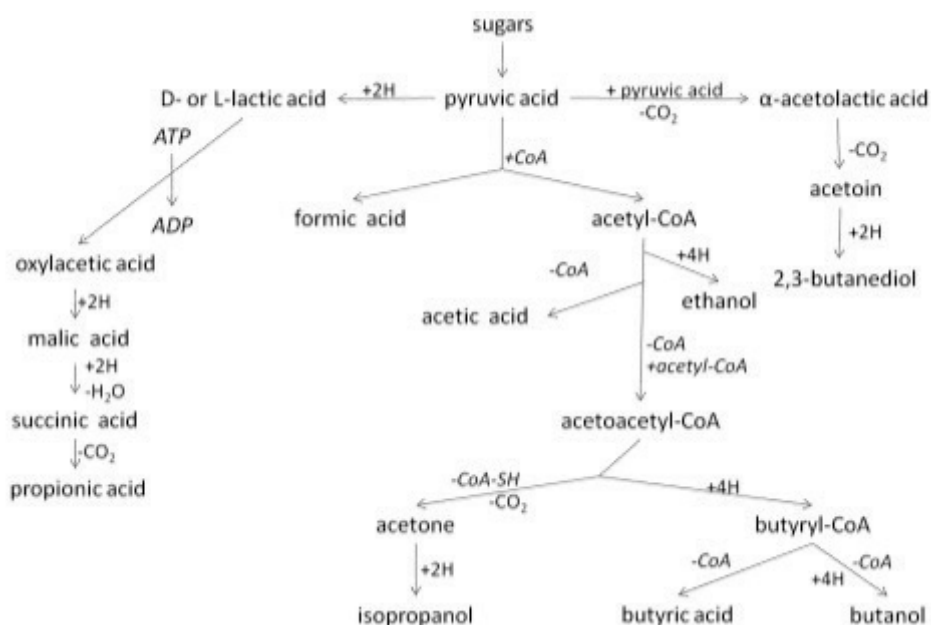 sugars
D- or L-lactic acid +2H pyruvic acid + pyruvic acid α-acetolactic acid
-CO₂
ATP +CoA -CO₂
formic acid acetyl-CoA acetoin
ADP +4H +2H
oxylacetic acid -CoA ethanol 2,3-butanediol
+2H acetic acid
malic acid -CoA
+2H +acetyl-CoA
-H₂O
succinic acid acetoacetyl-CoA
-CO₂
propionic acid -CoA-SH +4H
-CO₂
acetone butyryl-CoA
+2H -CoA -CoA
+4H
isopropanol butyric acid butanol